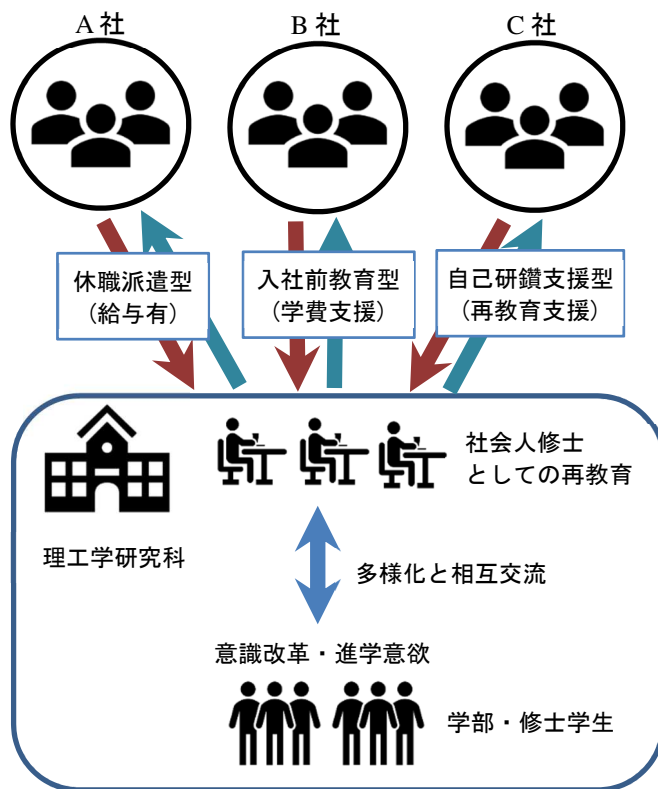 A 社
B 社
C 社
休職派遣型
（給与有）
入社前教育型
（学費支援）
自己研鑽支援型
（再教育支援）
社会人修士
としての再教育
理工学研究科
多様化と相互交流
意識改革・進学意欲
学部・修士学生